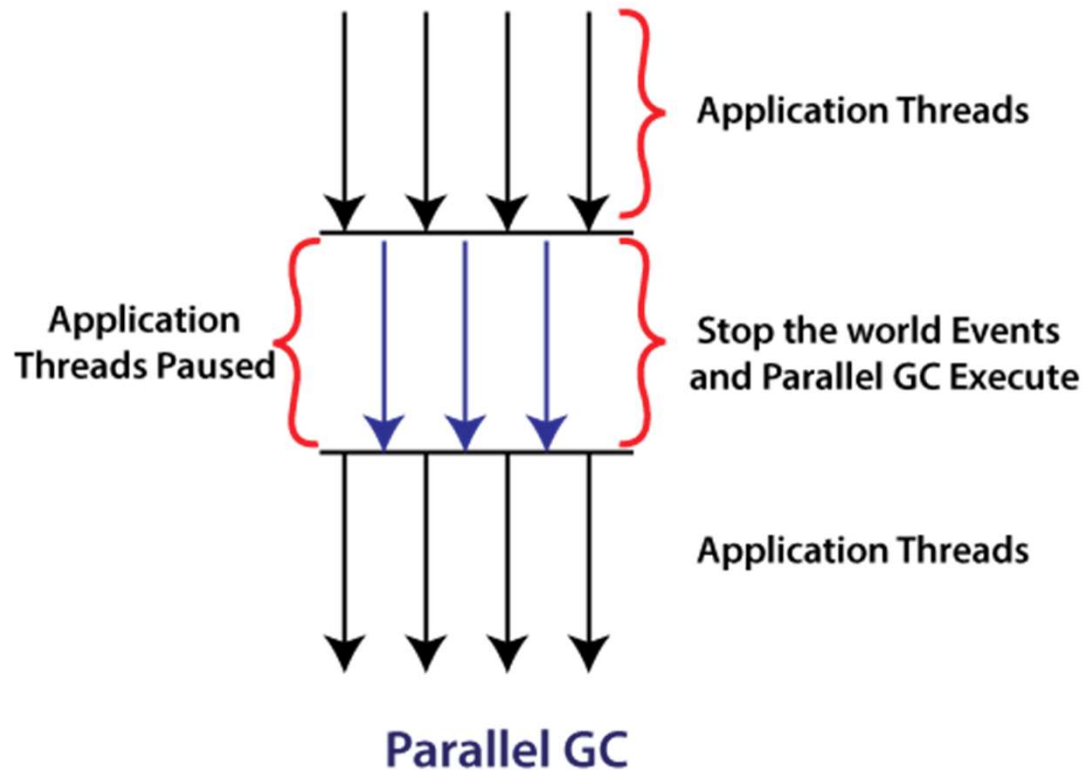 Application Threads
Application
Threads Paused
Stop the world Events
and Parallel GC Execute
Application Threads
Parallel GC